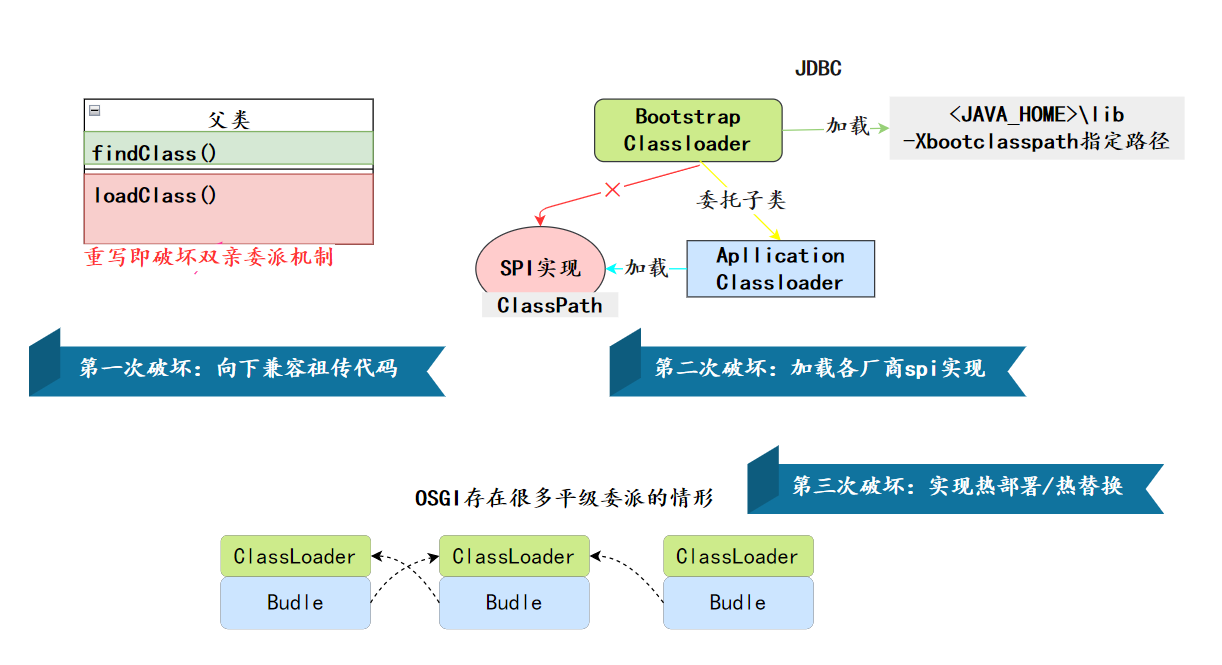 JDBC
父类
findClass()
loadClass()
重写即破坏双亲委派机制
Bootstrap
Classloader
加载
<JAVA_HOME>\lib
-Xbootclasspath指定路径
委托子类
SPI实现
ClassPath
加载
Apllication
Classloader
第一次破坏：向下兼容祖传代码
第二次破坏：加载各厂商spi实现
第三次破坏：实现热部署/热替换
OSGI存在很多平级委派的情形
ClassLoader
ClassLoader
ClassLoader
Budle
Budle
Budle